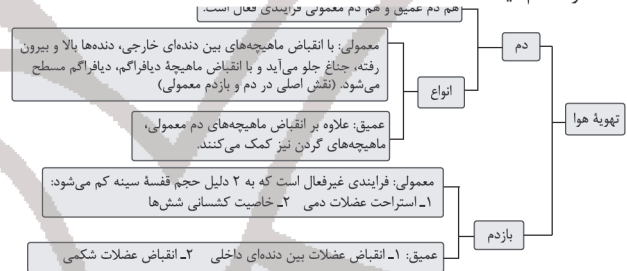 هم دم عمیق و هم دم معمولی فرایندی فعال است.
دم
معمولی: با انقباض ماهیچه‌های بین دنده‌ای خارجی، دنده‌ها بالا و بیرون
رفته، جناغ جلو می‌آید و با انقباض ماهیچهٔ دیافراگم، دیافراگم مسطح
می‌شود. (نقش اصلی در دم و بازدم معمولی)
انواع
تهویهٔ هوا
عمیق: علاوه بر انقباض ماهیچه‌های دم معمولی،
ماهیچه‌های گردن نیز کمک می‌کنند.
معمولی: فرایندی غیرفعال است که به ۲ دلیل حجم قفسهٔ سینه کم می‌شود:
۱ـ استراحت عضلات دمی ۲ـ خاصیت کشسانی شش‌ها
بازدم
عمیق: ۱ـ انقباض عضلات بین دنده‌ای داخلی ۲ـ انقباض عضلات شکمی